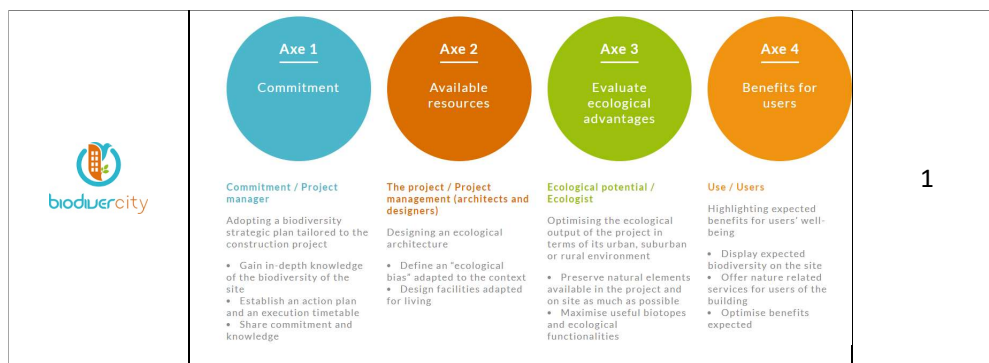 biodivercity
Axe 1
Commitment
Axe 2
Available
resources
Axe 3
Evaluate
ecological
advantages
Axe 4
Benefits for
users
Commitment / Project
manager
Adopting a biodiversity
strategic plan tailored to the
construction project
• Gain in-depth knowledge
of the biodiversity of the
site
• Establish an action plan
and an execution timetable
• Share commitment and
knowledge
The project / Project
management (architects and
designers)
Designing an ecological
architecture
• Define an "ecological
bias" adapted to the context
• Design facilities adapted
for living
Ecological potential /
Ecologist
Optimising the ecological
output of the project in
terms of its urban, suburban
or rural environment
• Preserve natural elements
available in the project and
on site as much as possible
• Maximise useful biotopes
and ecological
functionalities
Use / Users
Highlighting expected
benefits for users' well-
being
• Display expected
biodiversity on the site
• Offer nature related
services for users of the
building
• Optimise benefits
expected
1